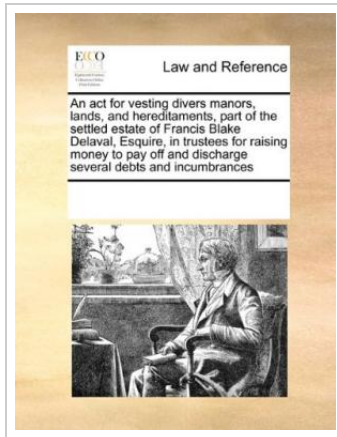 ECCO
Law and Reference
An act for vesting divers manors,
lands, and hereditaments, part of the
settled estate of Francis Blake
Delaval, Esquire, in trustees for raising
money to pay off and discharge
several debts and incumbrances